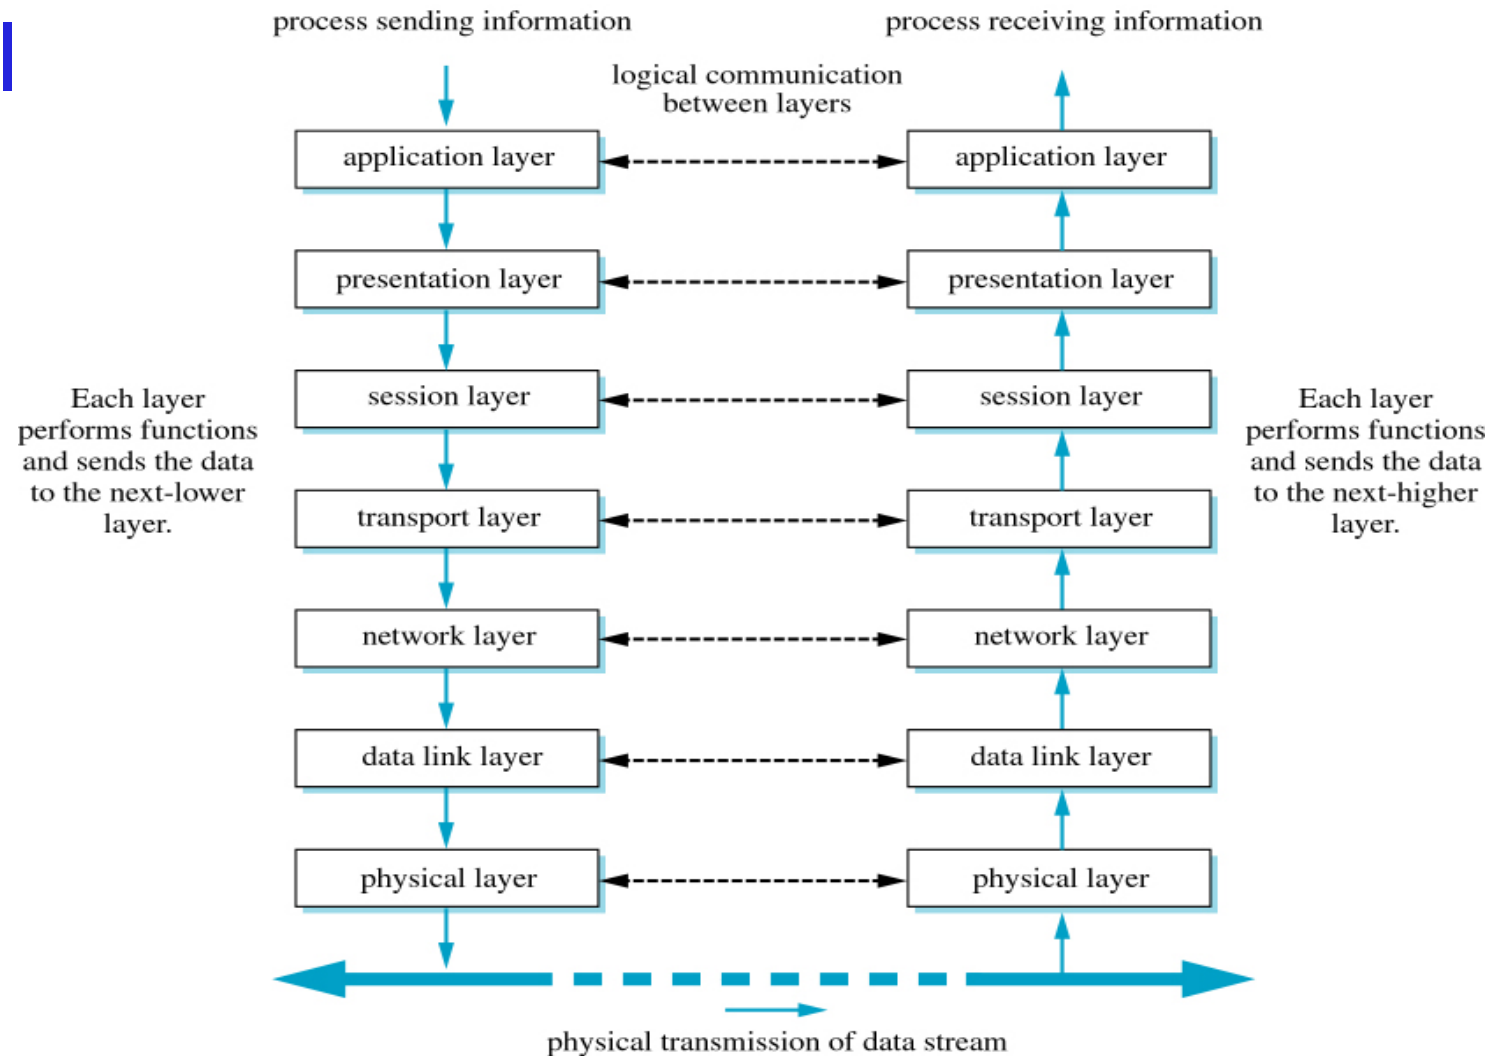 process sending information
process receiving information
logical communication
between layers
application layer
application layer
presentation layer
presentation layer
session layer
session layer
Each layer
performs functions
and sends the data
to the next-lower
layer.
Each layer
performs functions
and sends the data
to the next-higher
layer.
transport layer
transport layer
network layer
network layer
data link layer
data link layer
physical layer
physical layer
physical transmission of data stream